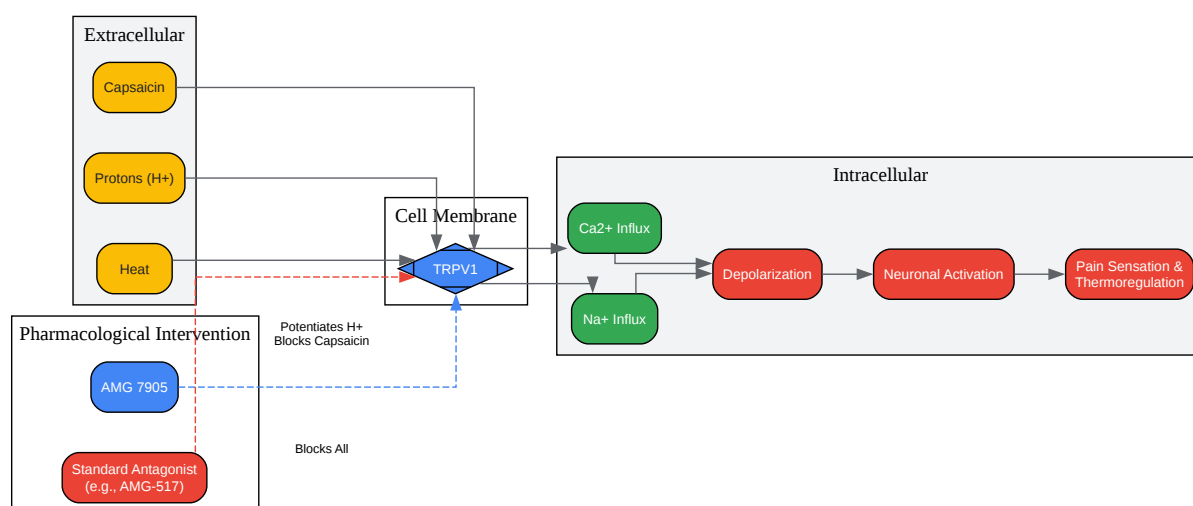 Extracellular
Capsaicin
Protons (H+)
Heat
Cell Membrane
TRPV1
Intracellular
Ca2+ Influx
Na+ Influx
Depolarization
Neuronal Activation
Pain Sensation &
Thermoregulation
Pharmacological Intervention
AMG 7905
Standard Antagonist
(e.g., AMG-517)
Potentiates H+
Blocks Capsaicin
Blocks All